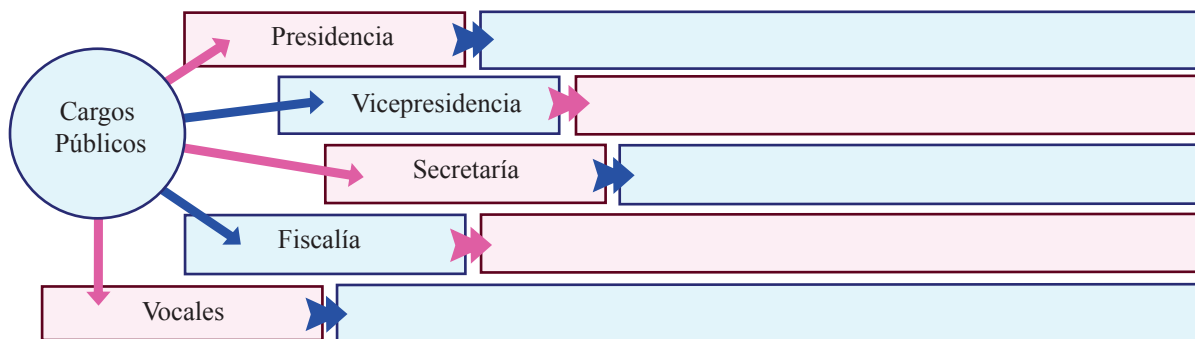 Cargos
Públicos
Presidencia
Vicepresidencia
Secretaría
Fiscalía
Vocales